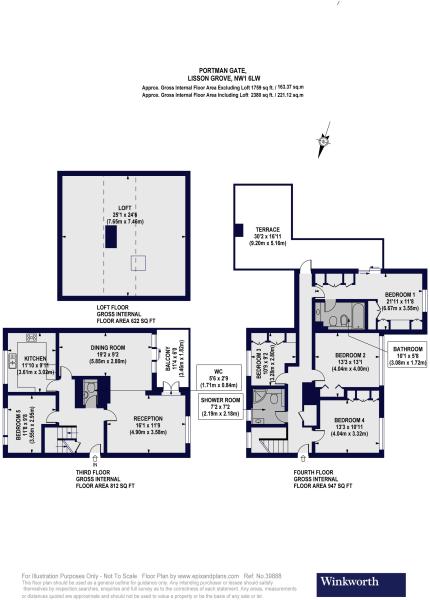 PORTMAN GATE,
LISSON GROVE, NW1 6LW
Approx. Gross Internal Floor Area Excluding Loft 1759 sq ft. / 163.37 sq.m
Approx. Gross Internal Floor Area Including Loft 2380 sq ft. / 221.12 sq.m
LOFT
25'1 x 24'6
(7.65m x 7.46m)
LOFT FLOOR
GROSS INTERNAL
FLOOR AREA 622 SQ FT
TERRACE
30'2 x 16'11
(9.20m x 5.16m)
BEDROOM 1
21'11 x 11'8
(6.67m x 3.55m)
KITCHEN
11'10 x 9'11
(3.61m x 3.02m)
DINING ROOM
19'2 x 9'2
(5.85m x 2.80m)
BALCONY
11'4 x 6'0
(3.46m x 1.82m)
WC
5'6 x 2'9
(1.71m x 0.84m)
SHOWER ROOM
7'2 x 7'2
(2.19m x 2.18m)
BEDROOM 3
10'9 x 9'2
(3.28m x 2.80m)
BEDROOM 2
13'3 x 13'1
(4.04m x 4.00m)
BATHROOM
10'1 x 5'8
(3.08m x 1.72m)
BEDROOM 5
11'8 x 9'8
(3.55m x 2.95m)
RECEPTION
16'1 x 11'9
(4.90m x 3.58m)
BEDROOM 4
13'3 x 10'11
(4.04m x 3.32m)
IN
THIRD FLOOR
GROSS INTERNAL
FLOOR AREA 812 SQ FT
FOURTH FLOOR
GROSS INTERNAL
FLOOR AREA 947 SQ FT
For Illustration Purposes Only - Not To Scale Floor Plan by www.epixandplans.com Ref: No.39888
This floor plan should be used as a general outline for guidance only. Any intending purchaser or lessee should satisfy
themselves by inspection, searches, enquiries and full survey as to the correctness of each statement. Any areas, measurements
or distances quoted are approximate and should not be used to value a property or be the basis of any sale or let.
Winkworth